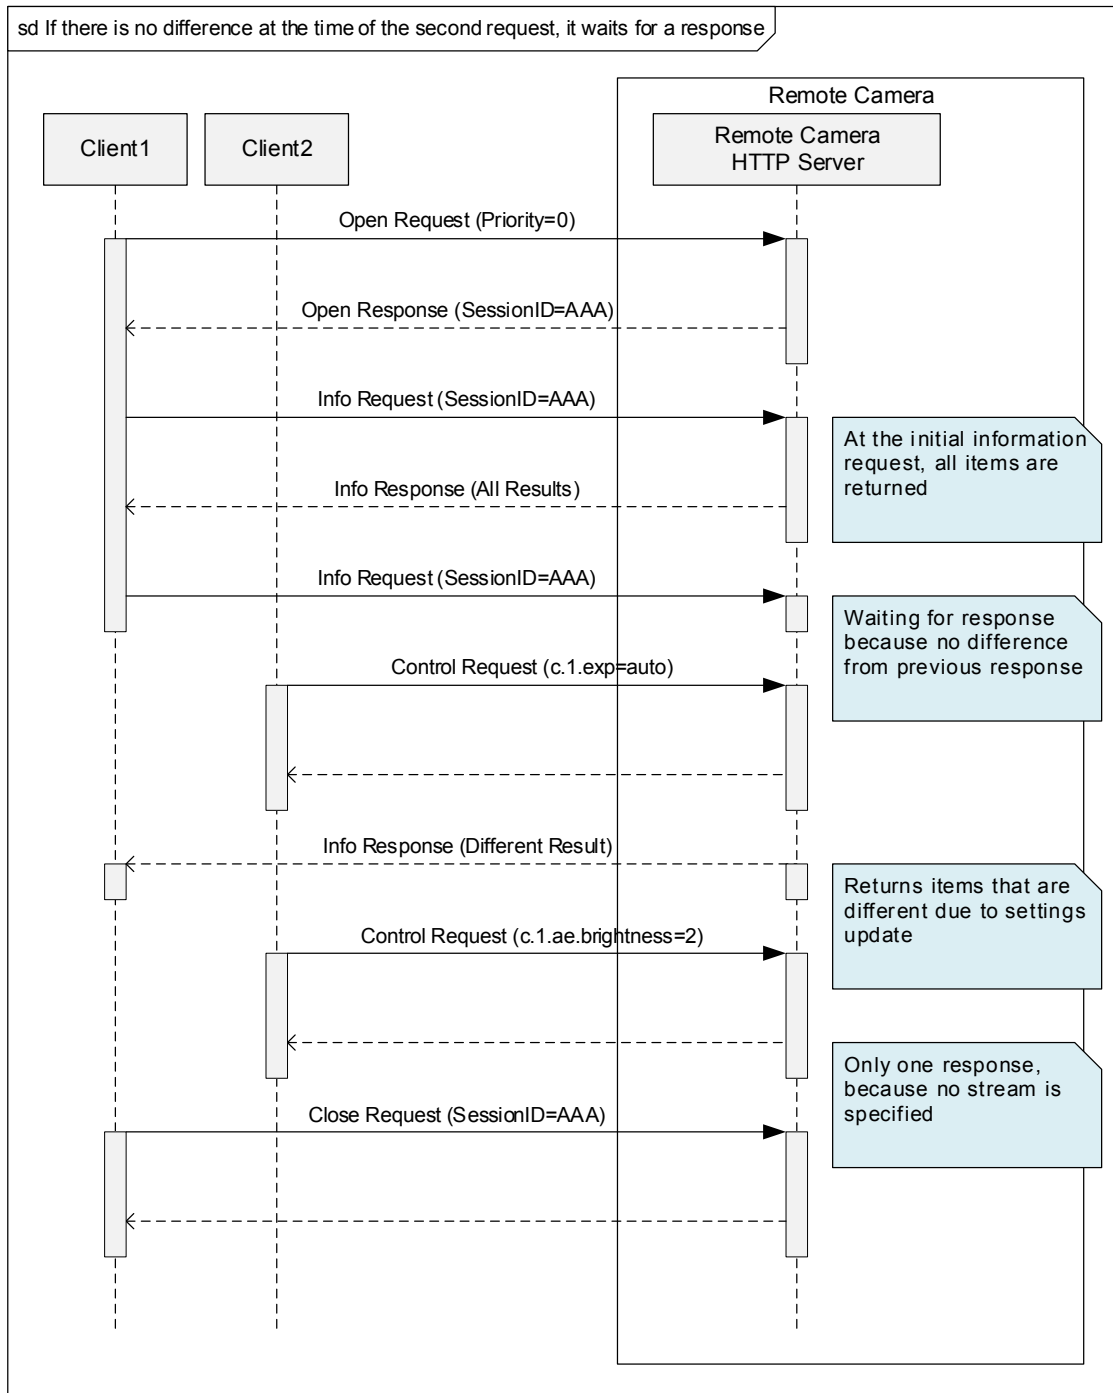 sd If there is no difference at the time of the second request, it waits for a response
Remote Camera
Client1
Client2
Remote Camera
HTTP Server
Open Request (Priority=0)
Open Response (SessionID=AAA)
Info Request (SessionID=AAA)
At the initial information
request, all items are
returned
Info Response (All Results)
Info Request (SessionID=AAA)
Waiting for response
because no difference
from previous response
Control Request (c.1.exp=auto)
Info Response (Different Result)
Returns items that are
different due to settings
update
Control Request (c.1.ae.brightness=2)
Only one response,
because no stream is
specified
Close Request (SessionID=AAA)